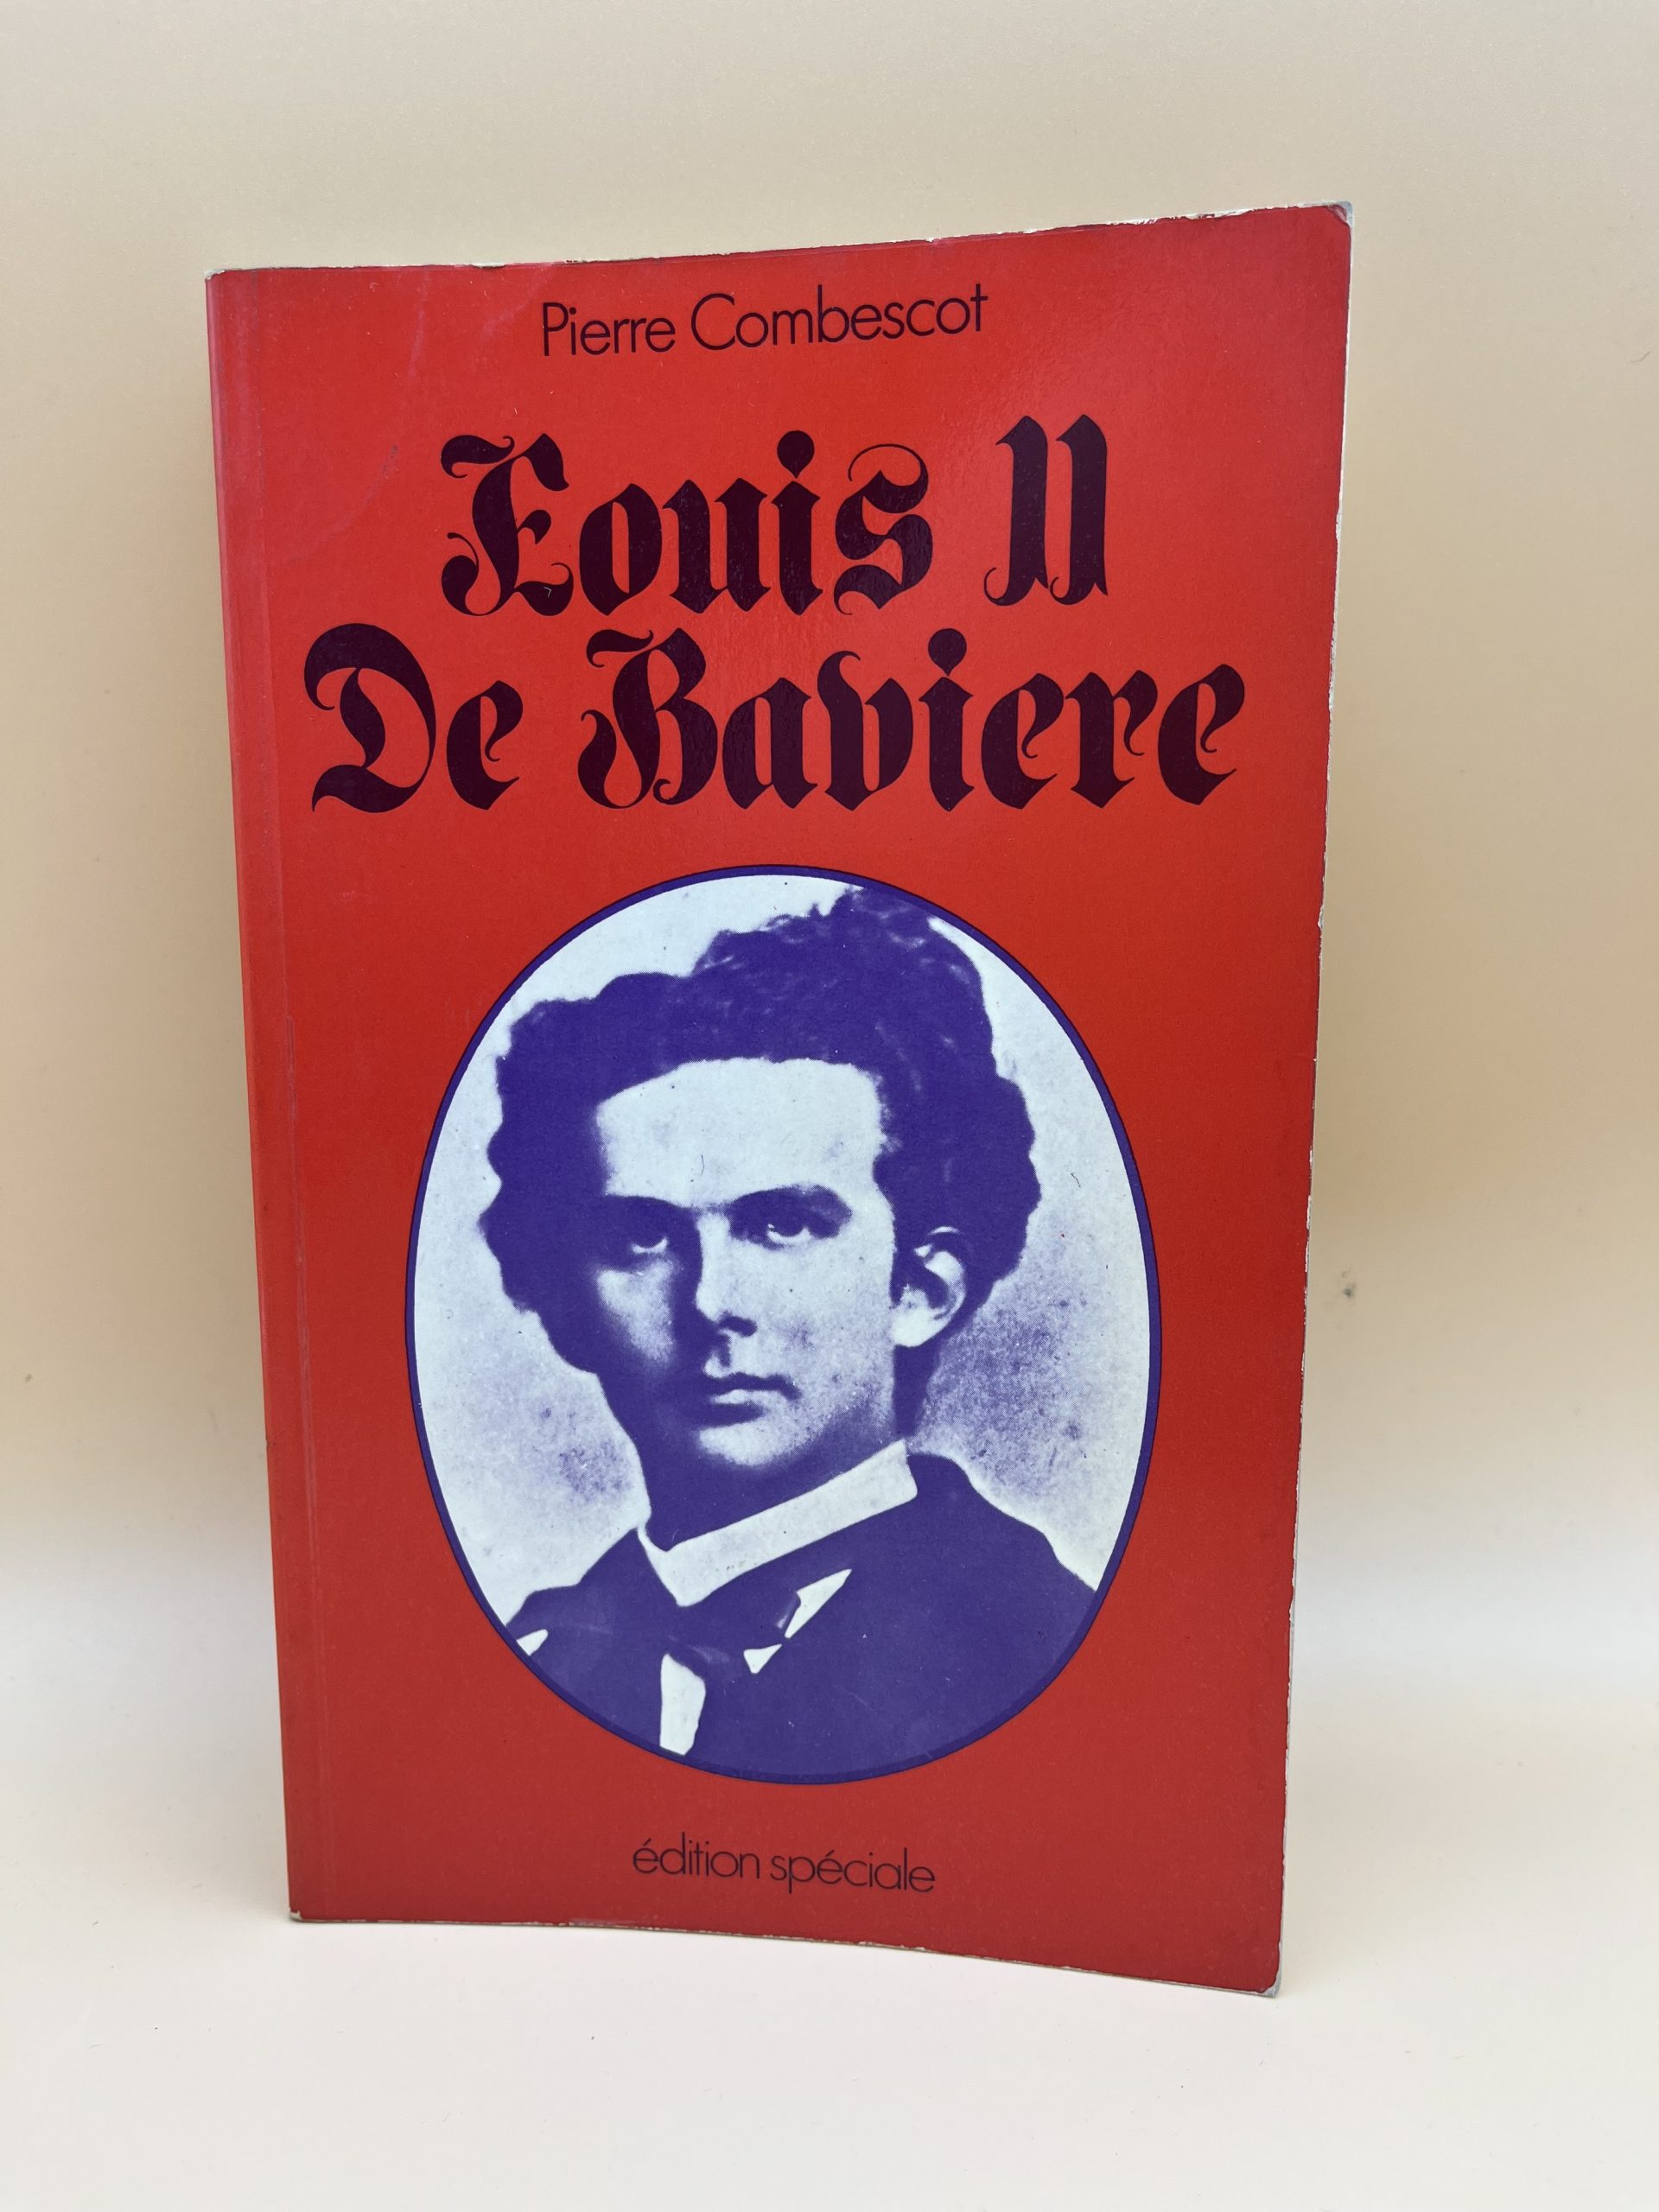 Pierre Combescot
Louis II
De Baviere
édition spéciale